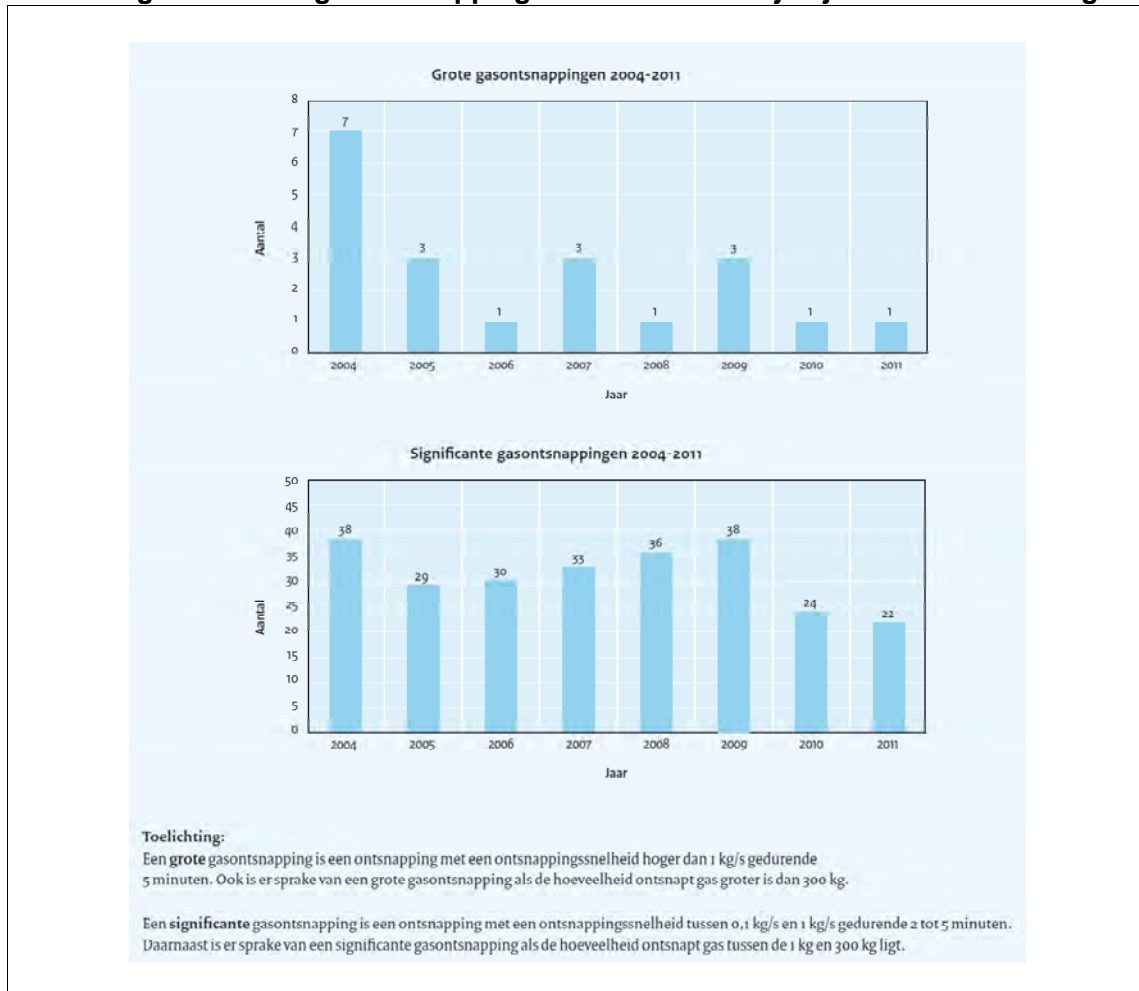 Grote gasontsnappingen 2004-2011
8
7
6
5
4
3
2
1
0
Aantal
7
3
1
3
1
3
1
1
2004 2005 2006 2007 2008 2009 2010 2011
Jaar
Significante gasontsnappingen 2004-2011
50
45
40
35
30
25
20
15
10
5
0
Aantal
38
29
30
33
36
38
24
22
2004 2005 2006 2007 2008 2009 2010 2011
Jaar
Toelichting:
Een grote gasontsnapping is een ontsnapping met een ontsnappingssnelheid hoger dan 1 kg/s gedurende
5 minuten. Ook is er sprake van een grote gasontsnapping als de hoeveelheid ontsnapt gas groter is dan 300 kg.
Een significante gasontsnapping is een ontsnapping met een ontsnappingssnelheid tussen 0,1 kg/s en 1 kg/s gedurende 2 tot 5 minuten.
Daarnaast is er sprake van een significante gasontsnapping als de hoeveelheid ontsnapt gas tussen de 1 kg en 300 kg ligt.